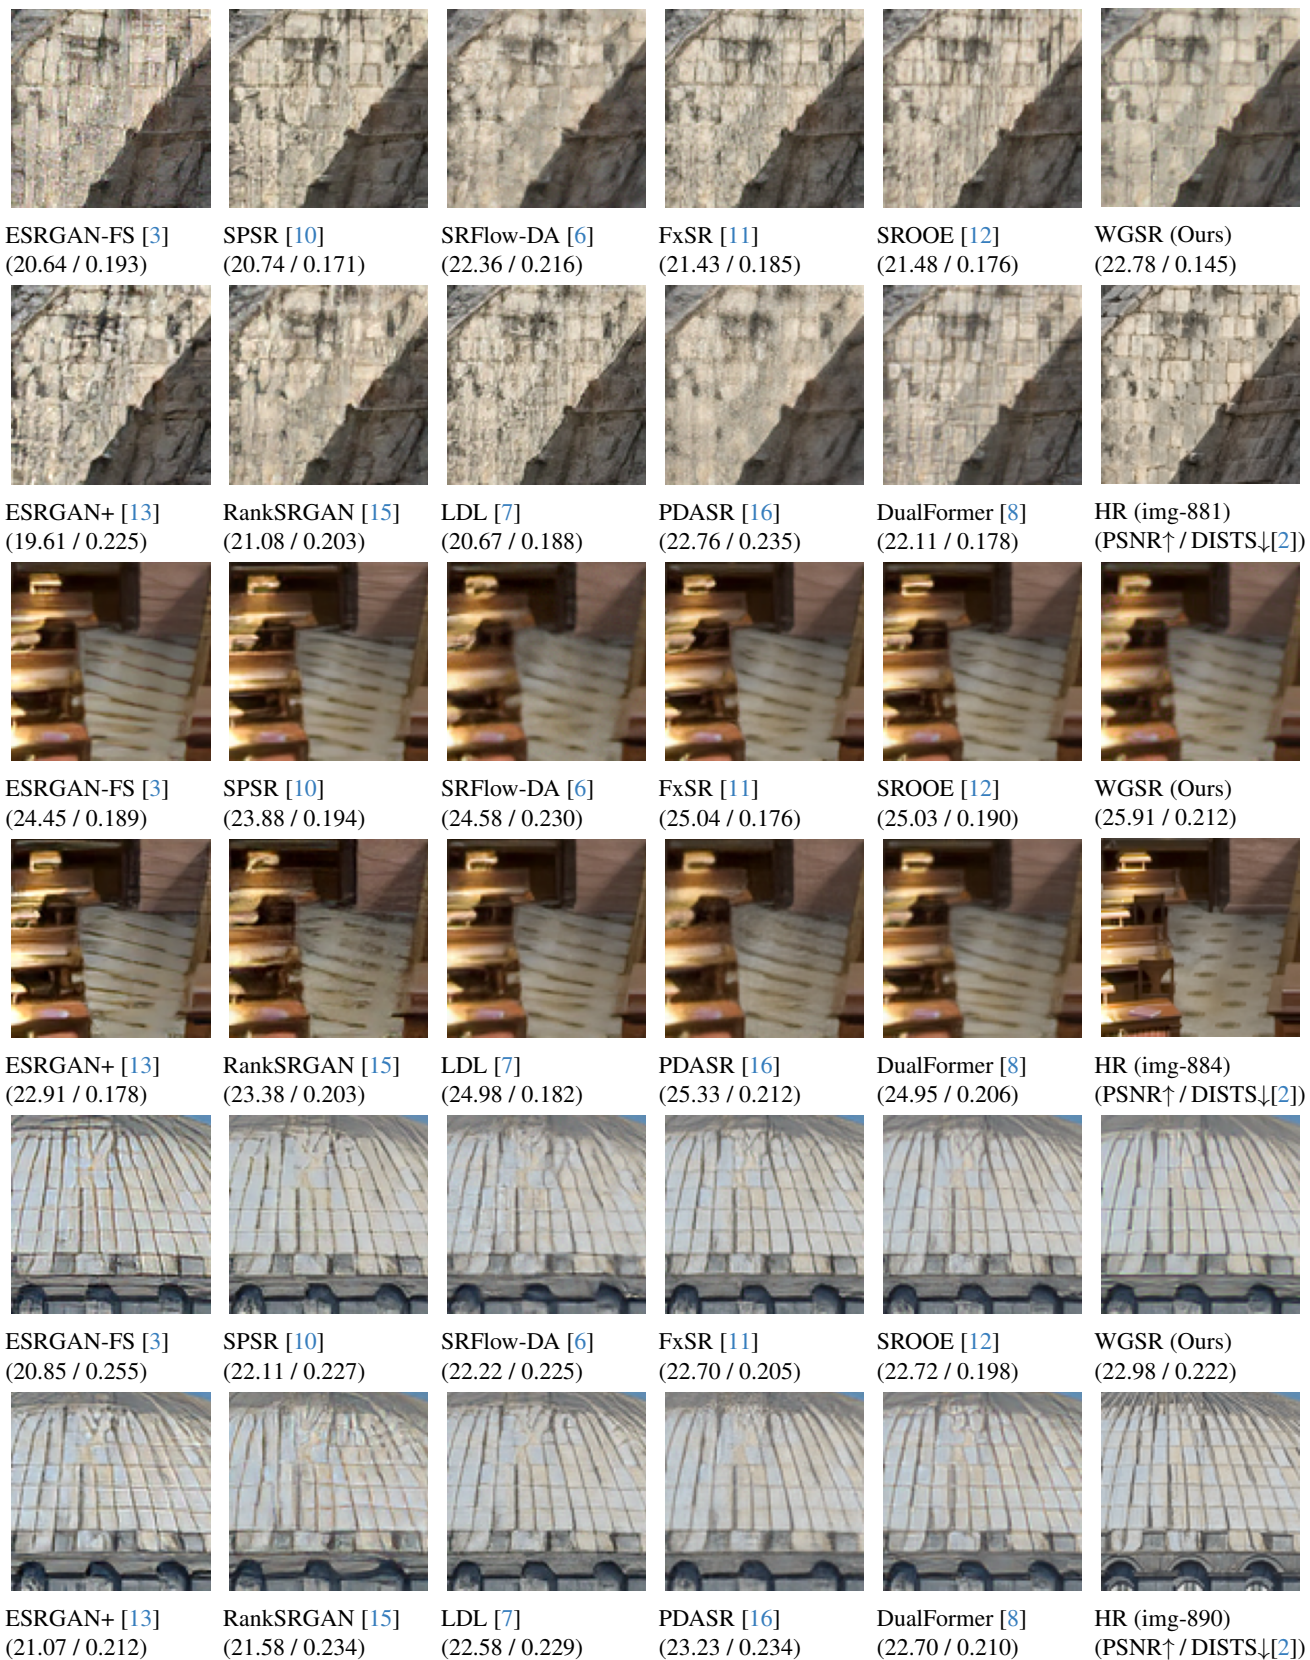 ESRGAN-FS [3] SPSR [10] SRFlow-DA [6] FxSR [11] SROOE [12] WGSR (Ours)
(20.64 / 0.193) (20.74 / 0.171) (22.36 / 0.216) (21.43 / 0.185) (21.48 / 0.176) (22.78 / 0.145)
ESRGAN+ [13] RankSRGAN [15] LDL [7] PDASR [16] DualFormer [8] HR (img-881)
(19.61 / 0.225) (21.08 / 0.203) (20.67 / 0.188) (22.76 / 0.235) (22.11 / 0.178) (PSNR↑ / DISTS↓[2])
ESRGAN-FS [3] SPSR [10] SRFlow-DA [6] FxSR [11] SROOE [12] WGSR (Ours)
(24.45 / 0.189) (23.88 / 0.194) (24.58 / 0.230) (25.04 / 0.176) (25.03 / 0.190) (25.91 / 0.212)
ESRGAN+ [13] RankSRGAN [15] LDL [7] PDASR [16] DualFormer [8] HR (img-884)
(22.91 / 0.178) (23.38 / 0.203) (24.98 / 0.182) (25.33 / 0.212) (24.95 / 0.206) (PSNR↑ / DISTS↓[2])
ESRGAN-FS [3] SPSR [10] SRFlow-DA [6] FxSR [11] SROOE [12] WGSR (Ours)
(20.85 / 0.255) (22.11 / 0.227) (22.22 / 0.225) (22.70 / 0.205) (22.72 / 0.198) (22.98 / 0.222)
ESRGAN+ [13] RankSRGAN [15] LDL [7] PDASR [16] DualFormer [8] HR (img-890)
(21.07 / 0.212) (21.58 / 0.234) (22.58 / 0.229) (23.23 / 0.234) (22.70 / 0.210) (PSNR↑ / DISTS↓[2])